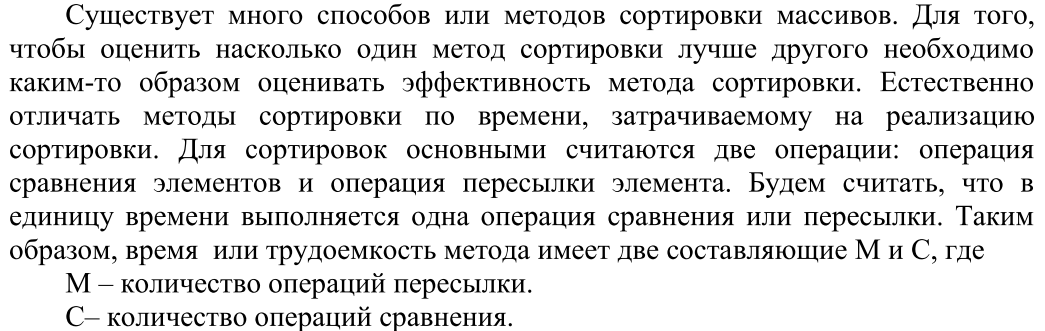 Существует много способов или методов сортировки массивов. Для того,
чтобы оценить насколько один метод сортировки лучше другого необходимо
каким-то образом оценивать эффективность метода сортировки. Естественно
отличать методы сортировки по времени, затрачиваемому на реализацию
сортировки. Для сортировок основными считаются две операции: операция
сравнения элементов и операция пересылки элемента. Будем считать, что в
единицу времени выполняется одна операция сравнения или пересылки. Таким
образом, время  или трудоемкость метода имеет две составляющие М и С, где
М – количество операций пересылки.
С– количество операций сравнения.